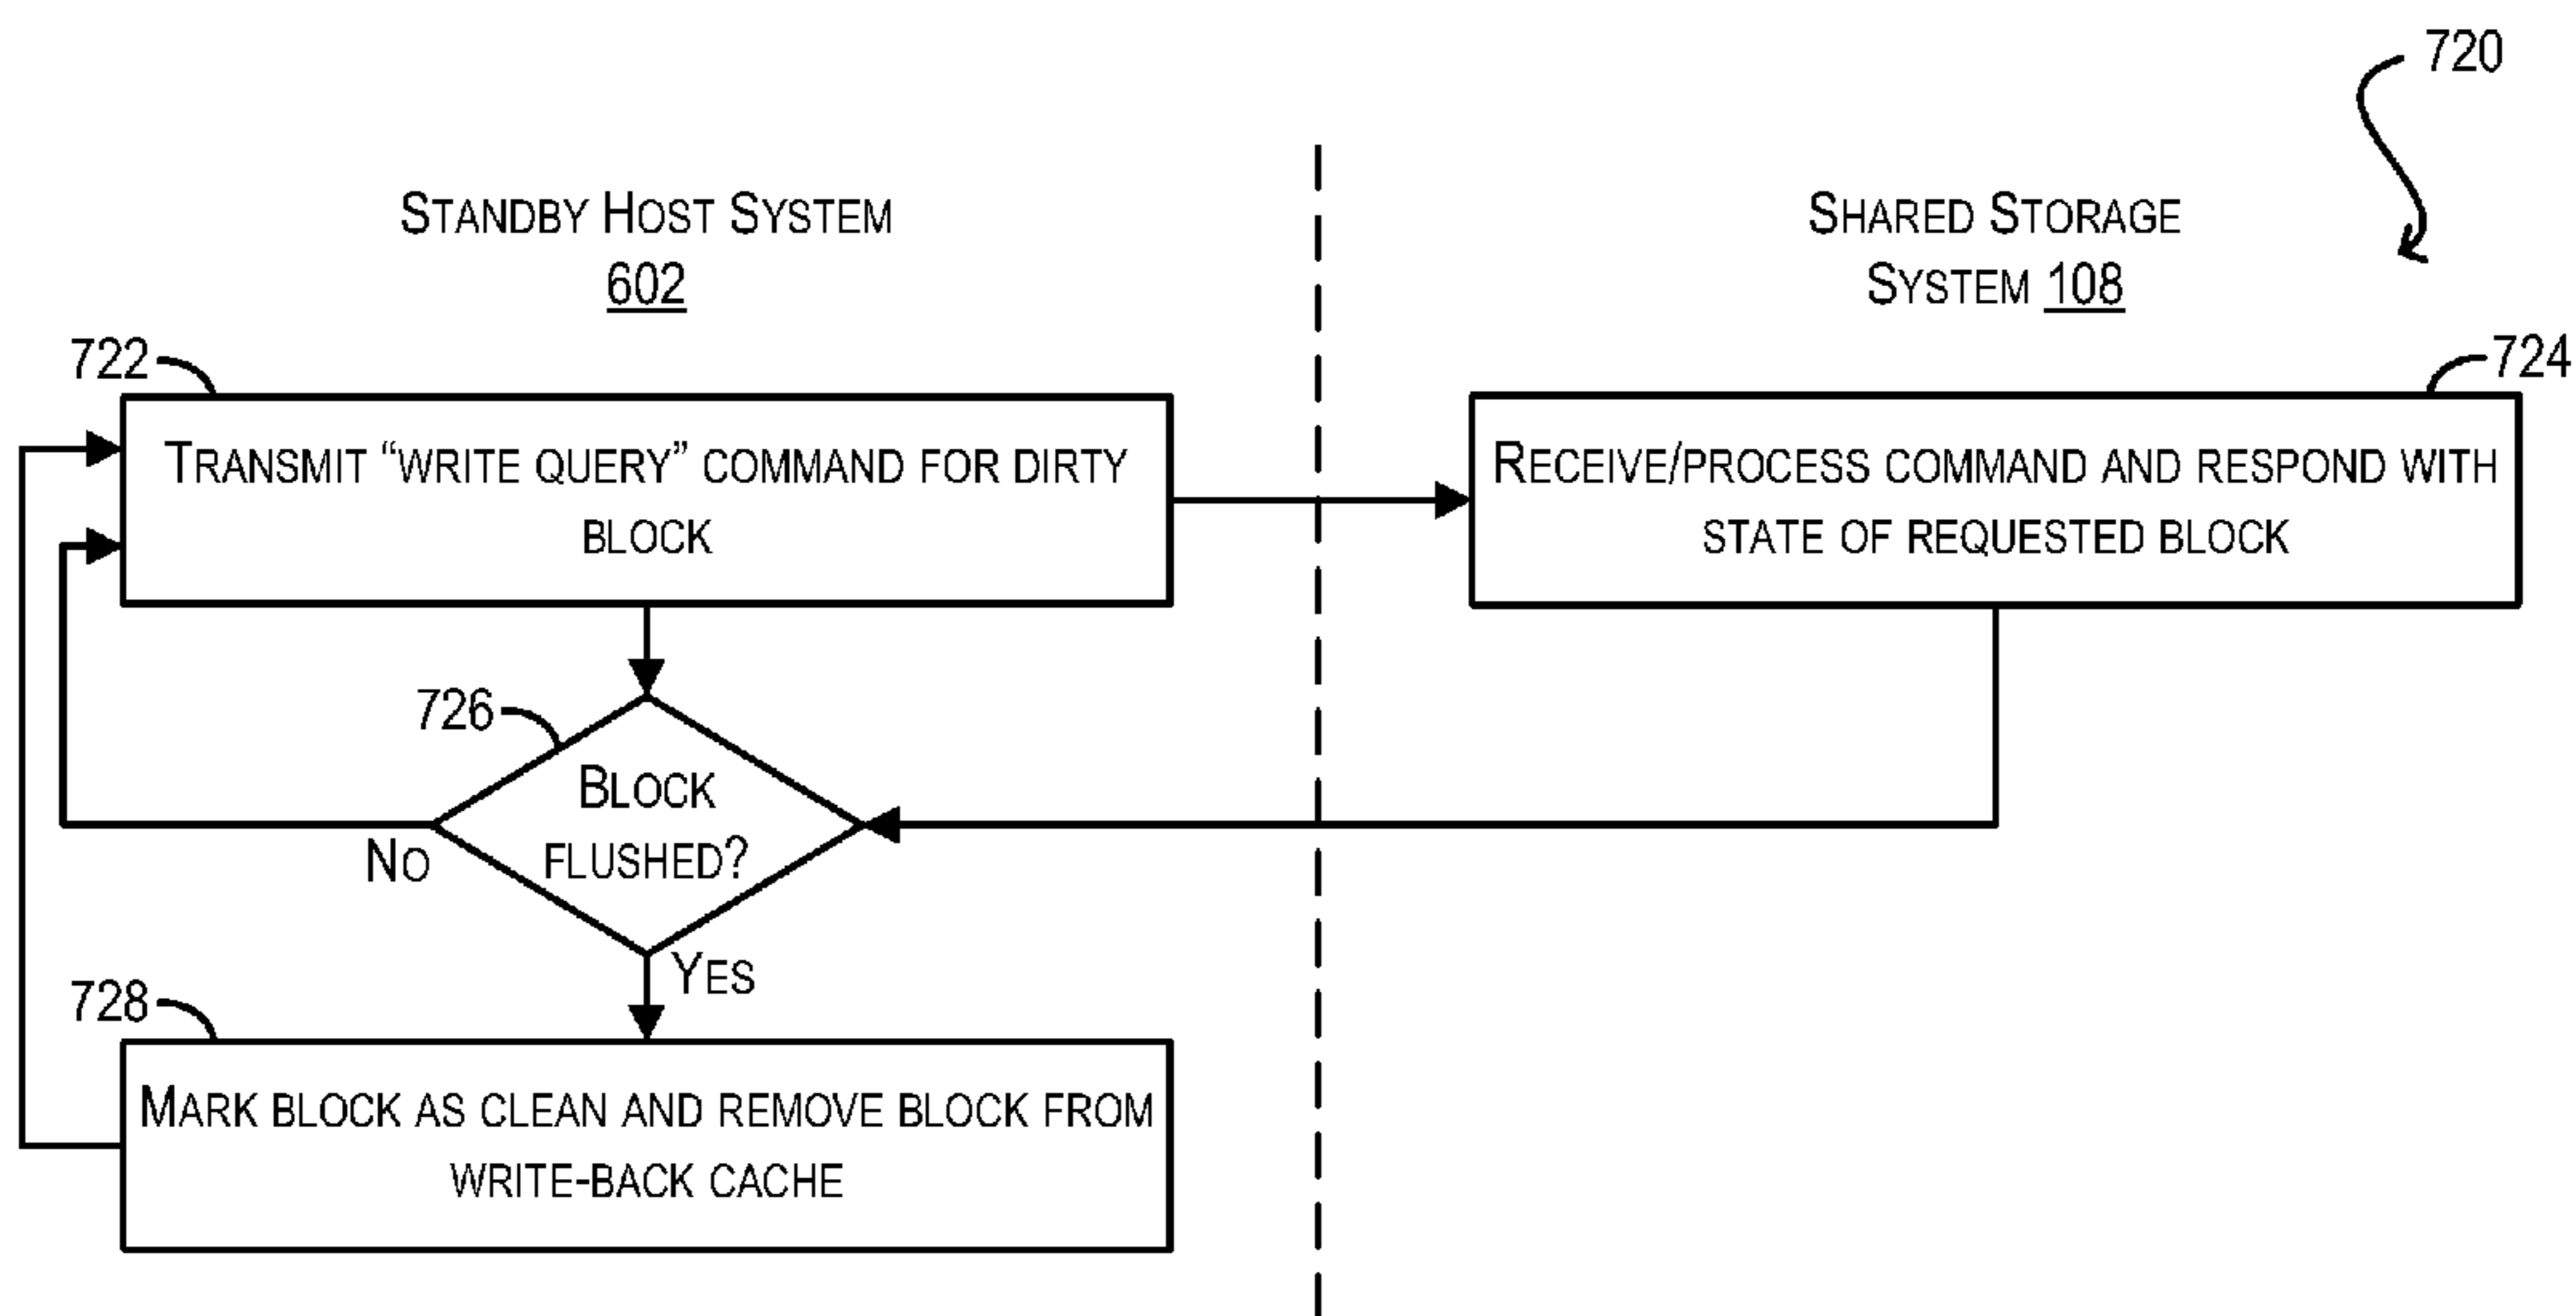 720
STANDBY HOST SYSTEM
602
SHARED STORAGE
SYSTEM 108
722
TRANSMIT “WRITE QUERY” COMMAND FOR DIRTY
BLOCK
724
RECEIVE/PROCESS COMMAND AND RESPOND WITH
STATE OF REQUESTED BLOCK
726
BLOCK
FLUSHED?
NO
YES
728
MARK BLOCK AS CLEAN AND REMOVE BLOCK FROM
WRITE-BACK CACHE